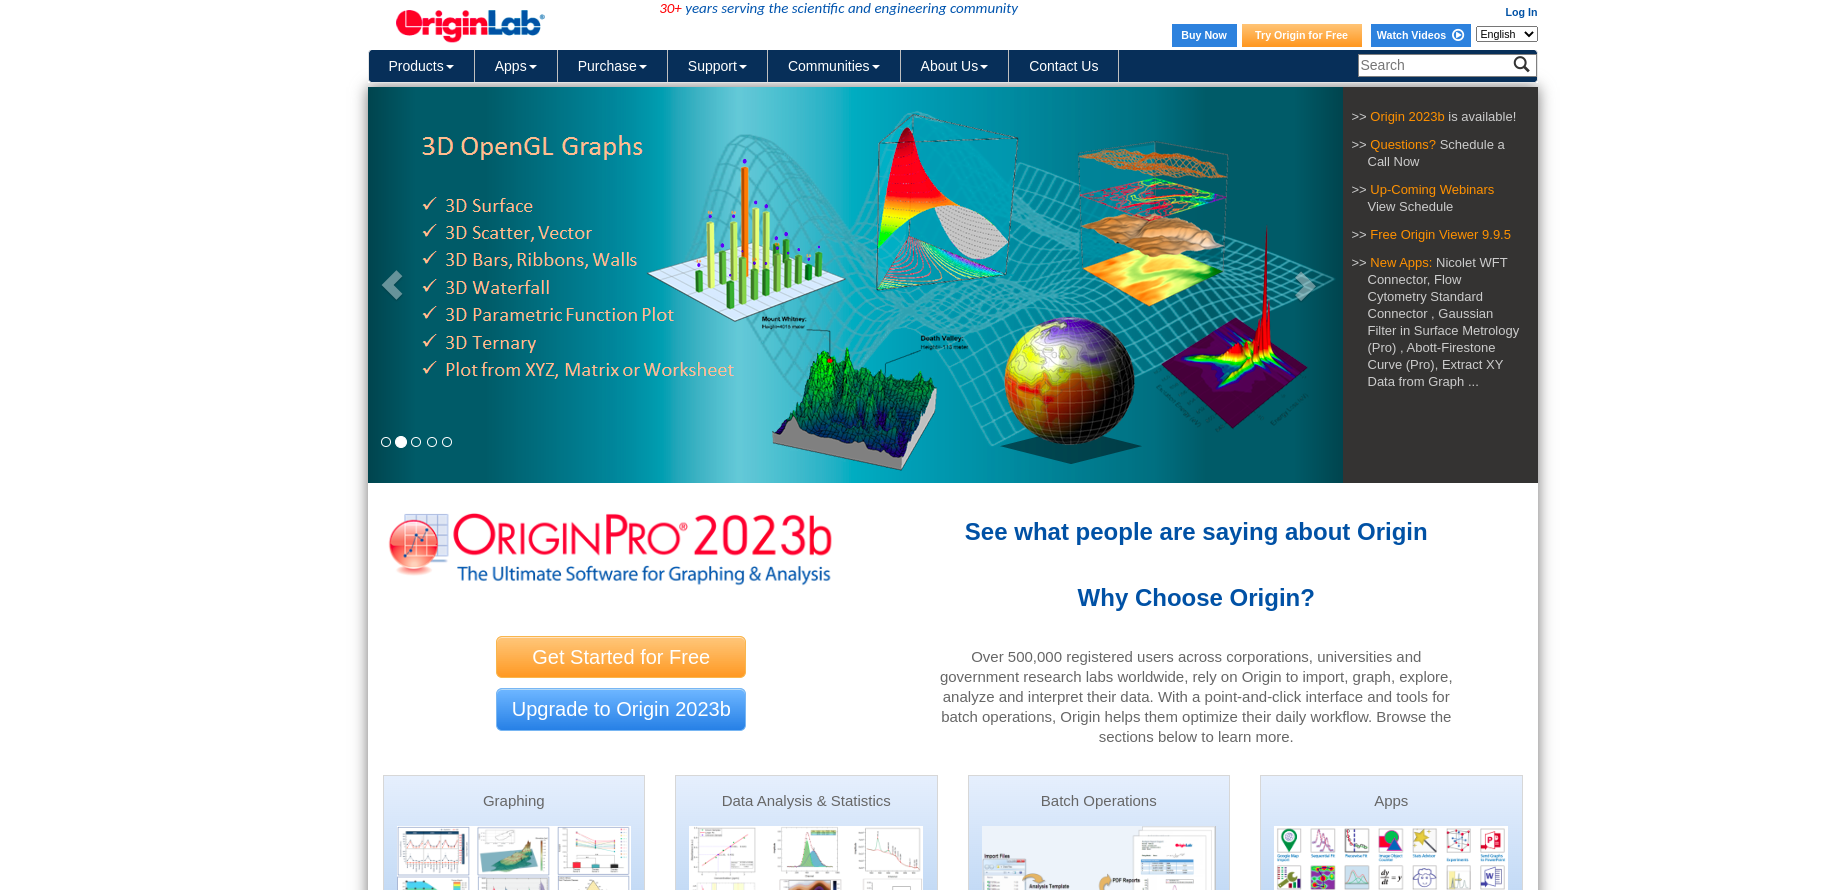 OriginLab®
30+ years serving the scientific and engineering community
Log In
Buy Now
Try Origin for Free
Watch Videos
English
Products
Apps
Purchase
Support
Communities
About Us
Contact Us
Search
3D OpenGL Graphs
✓ 3D Surface
✓ 3D Scatter, Vector
✓ 3D Bars, Ribbons, Walls
✓ 3D Waterfall
✓ 3D Parametric Function Plot
✓ 3D Ternary
✓ Plot from XYZ, Matrix or Worksheet
Mount Whitney:
Death Valley:
>> Origin 2023b is available!
>> Questions? Schedule a
Call Now
>> Up-Coming Webinars
View Schedule
>> Free Origin Viewer 9.9.5
>> New Apps: Nicolet WFT
Connector, Flow
Cytometry Standard
Connector , Gaussian
Filter in Surface Metrology
(Pro) , Abott-Firestone
Curve (Pro), Extract XY
Data from Graph ...
ORIGINPRO® 2023b
The Ultimate Software for Graphing & Analysis
Get Started for Free
Upgrade to Origin 2023b
See what people are saying about Origin
Why Choose Origin?
Over 500,000 registered users across corporations, universities and
government research labs worldwide, rely on Origin to import, graph, explore,
analyze and interpret their data. With a point-and-click interface and tools for
batch operations, Origin helps them optimize their daily workflow. Browse the
sections below to learn more.
Graphing
Data Analysis & Statistics
Batch Operations
Apps
Import Files
Analysis Template
PDF Reports
OriginLab